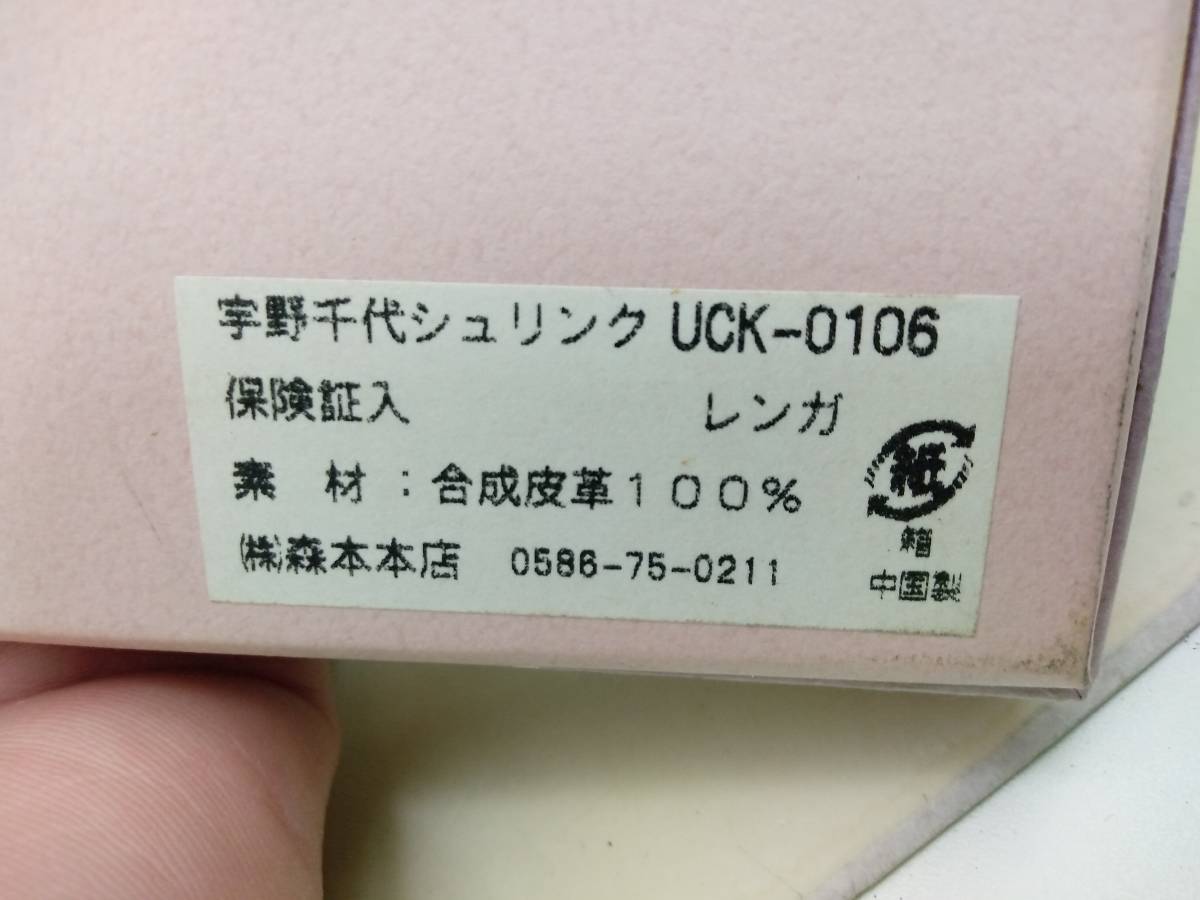 宇野千代シュリンク UCK-0106
保険証入 レンガ
素 材：合成皮革１００％
㈱森本本店 0586-75-0211
紙
箱
中国製